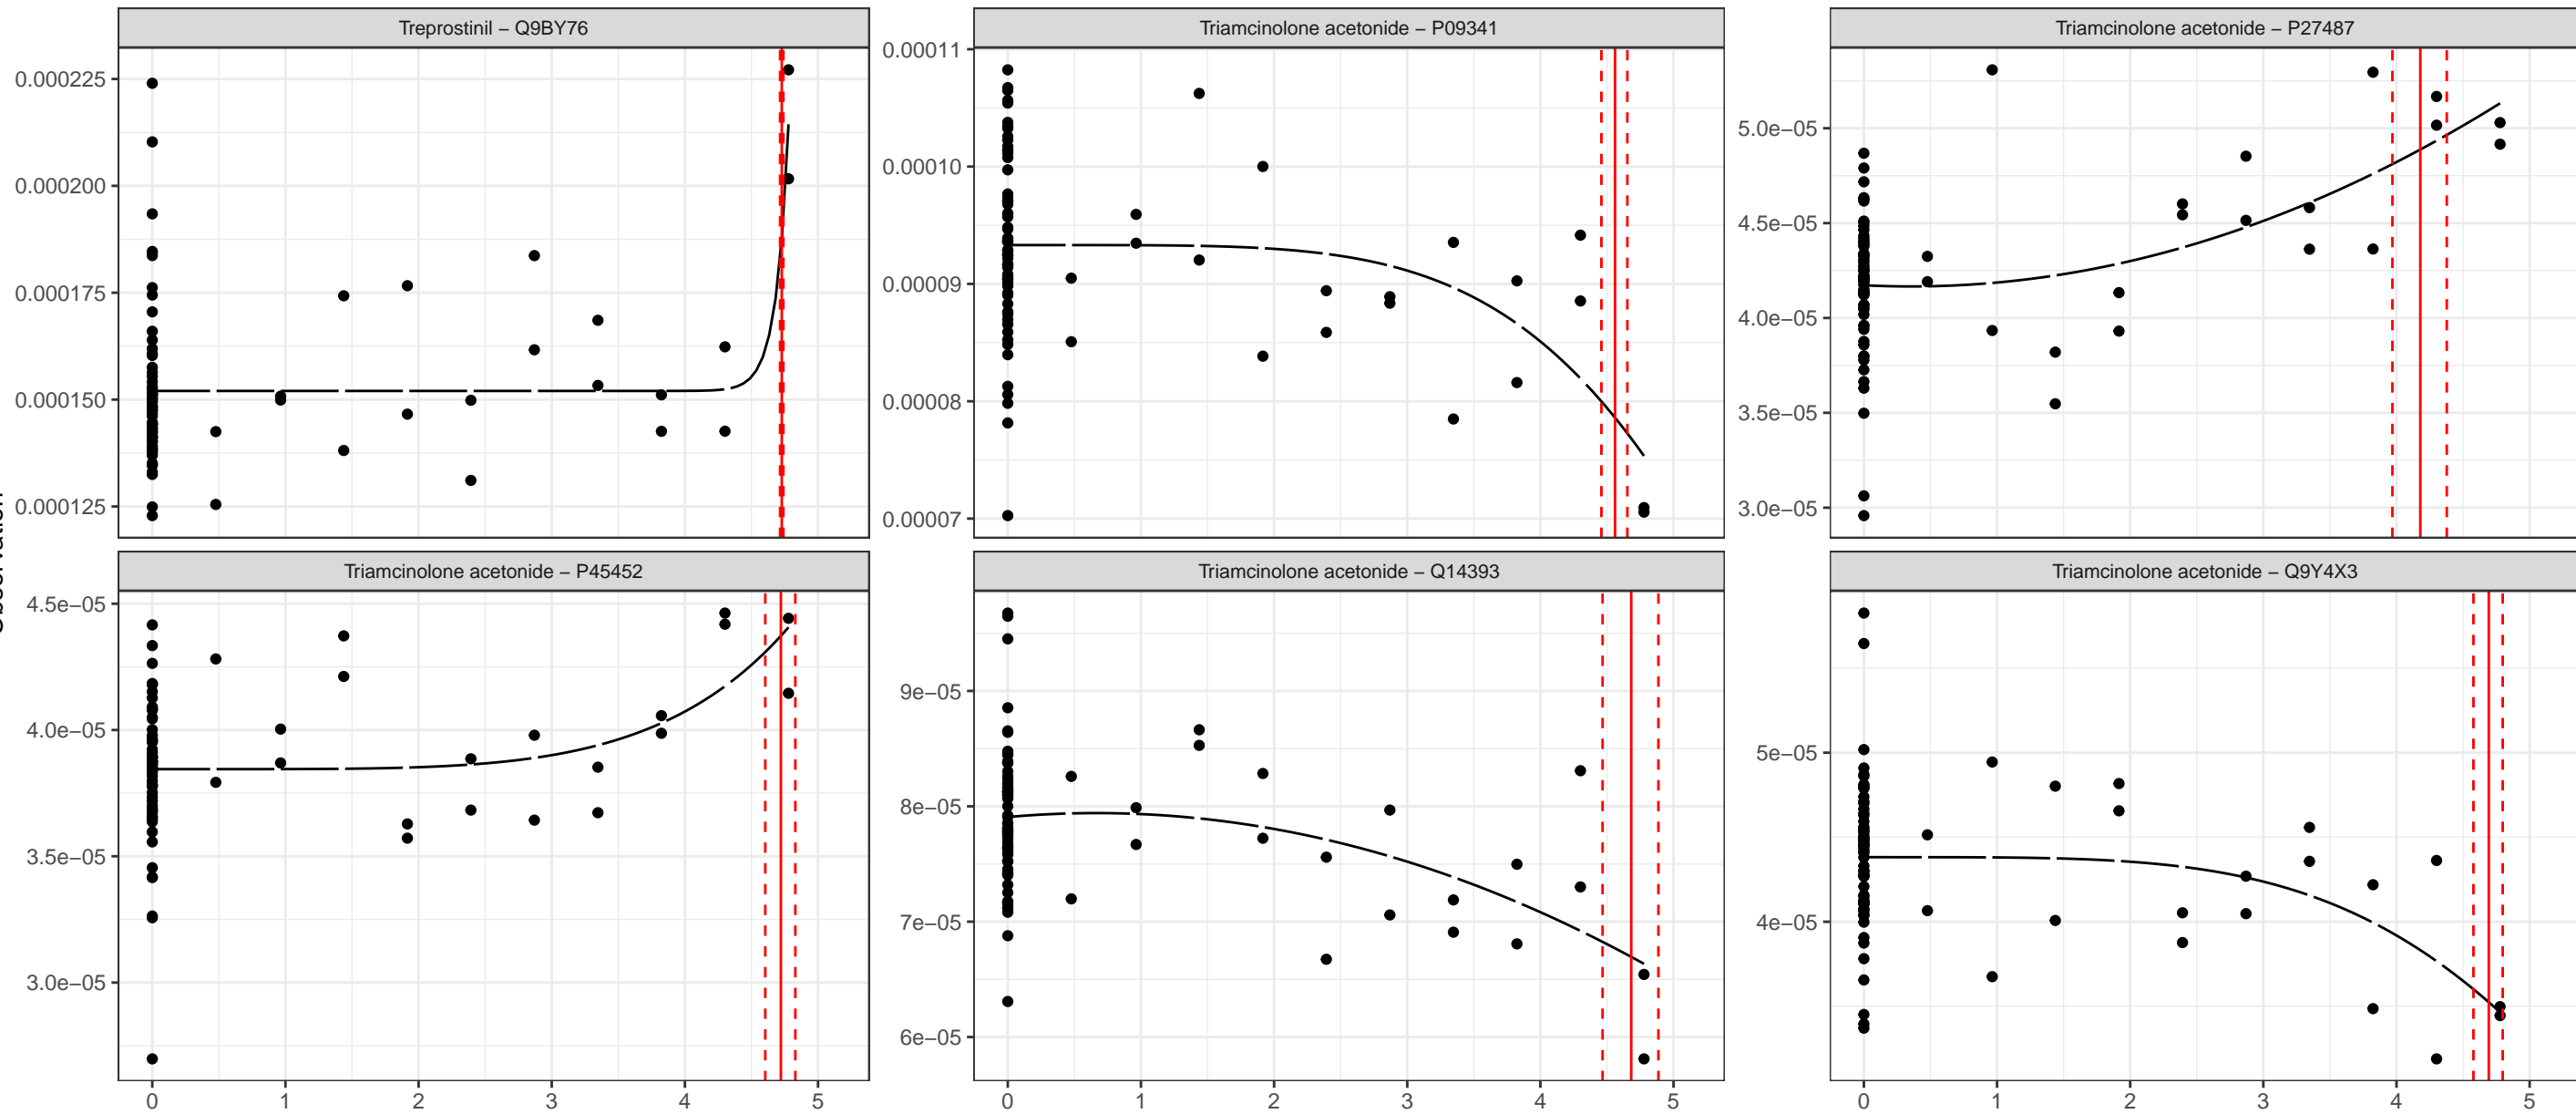 Treprostinil – Q9BY76
0.000225
0.000200
0.000175
0.000150
0.000125
Triamcinolone acetonide – P09341
0.00011
0.00010
0.00009
0.00008
0.00007
Triamcinolone acetonide – P27487
5.0e−05
4.5e−05
4.0e−05
3.5e−05
3.0e−05
Triamcinolone acetonide – P45452
4.5e−05
4.0e−05
3.5e−05
3.0e−05
0 1 2 3 4 5
Triamcinolone acetonide – Q14393
9e−05
8e−05
7e−05
6e−05
0 1 2 3 4 5
Triamcinolone acetonide – Q9Y4X3
5e−05
4e−05
0 1 2 3 4 5